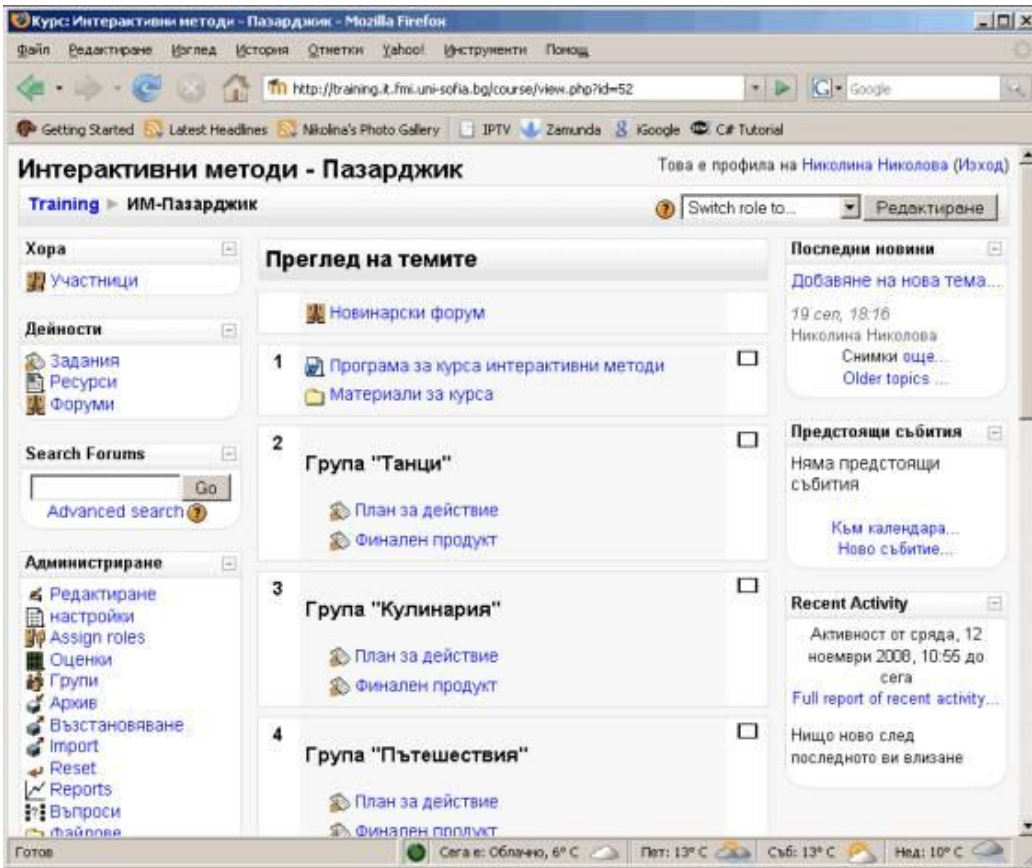 Курс: Интерактивни методи - Пазарджик - Mozilla Firefox
Файл Редактиране Изглед История Отметки Yahoo! Инструменти Помощ
http://training.it.fmi.uni-sofia.bg/course/view.php?id=52
Google
Getting Started Latest Headlines Nikolina's Photo Gallery IPTV Zamunda iGoogle C# Tutorial
Интерактивни методи - Пазарджик
Това е профила на Николина Николова (Изход)
Training ► ИМ-Пазарджик
Switch role to...
Редактиране
Хора
Участници
Дейности
Задания
Ресурси
Форуми
Search Forums
Go
Advanced search
Администриране
Редактиране
настройки
Assign roles
Оценки
Групи
Архив
Възстановяване
Import
Reset
Reports
Въпроси
Файлове
Преглед на темите
Новинарски форум
1
Програма за курса интерактивни методи
Материали за курса
2
Група "Танци"
План за действие
Финален продукт
3
Група "Кулинария"
План за действие
Финален продукт
4
Група "Пътешествия"
План за действие
Финален продукт
Последни новини
Добавяне на нова тема...
19 сеп, 18:16
Николина Николова
Снимки още...
Older topics ...
Предстоящи събития
Няма предстоящи
събития
Към календара...
Ново събитие...
Recent Activity
Активност от сряда, 12
ноември 2008, 10:55 до
сега
Full report of recent activity...
Нищо ново след
последното ви влизане
Готов
Сега е: Облачно, 6° C
Пет: 13° C
Съб: 13° C
Нед: 10° C